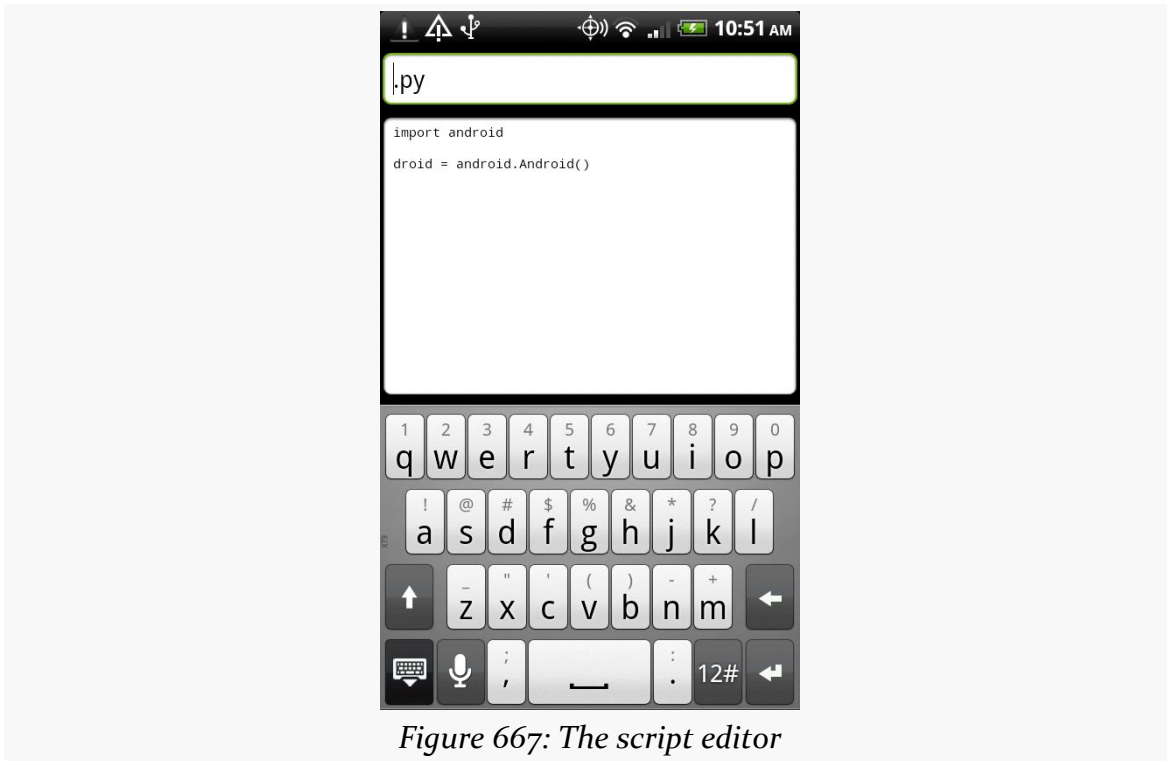 10:51 AM
.py
import android
droid = android.Android()
1 2 3 4 5 6 7 8 9 0
q w e r t y u i o p
! @ # $ % & * ? /
a s d f g h j k l
XT9
_ " ' ( ) - +
z x c v b n m
; :
, . 12#
Figure 667: The script editor